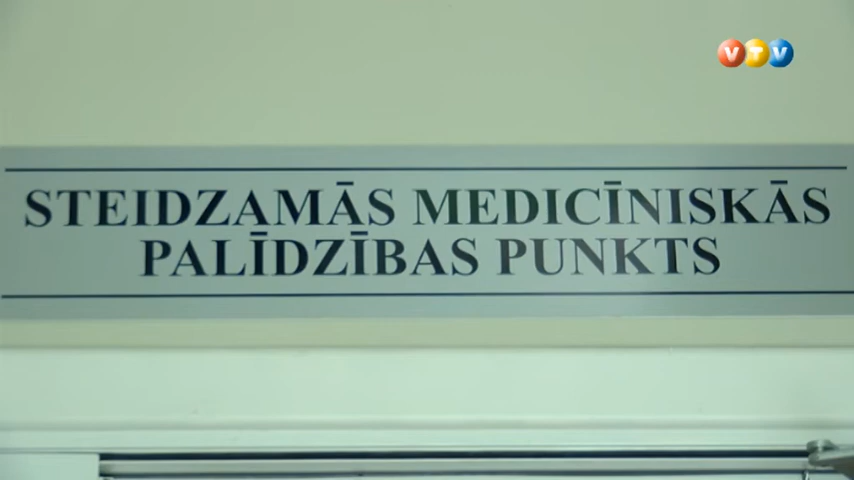 VTV
STEIDZAMĀS MEDICĪNISKĀS
PALĪDZĪBAS PUNKTS